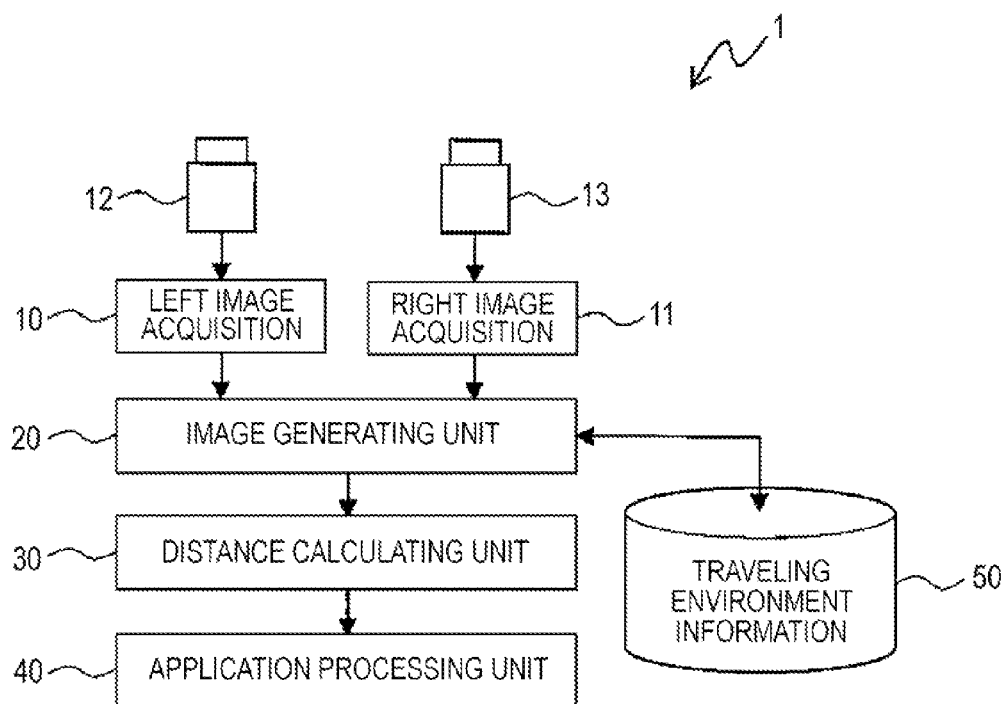 1
12
13
10
LEFT IMAGE
ACQUISITION
RIGHT IMAGE
ACQUISITION
11
20
IMAGE GENERATING UNIT
30
DISTANCE CALCULATING UNIT
TRAVELING
ENVIRONMENT
INFORMATION
50
40
APPLICATION PROCESSING UNIT